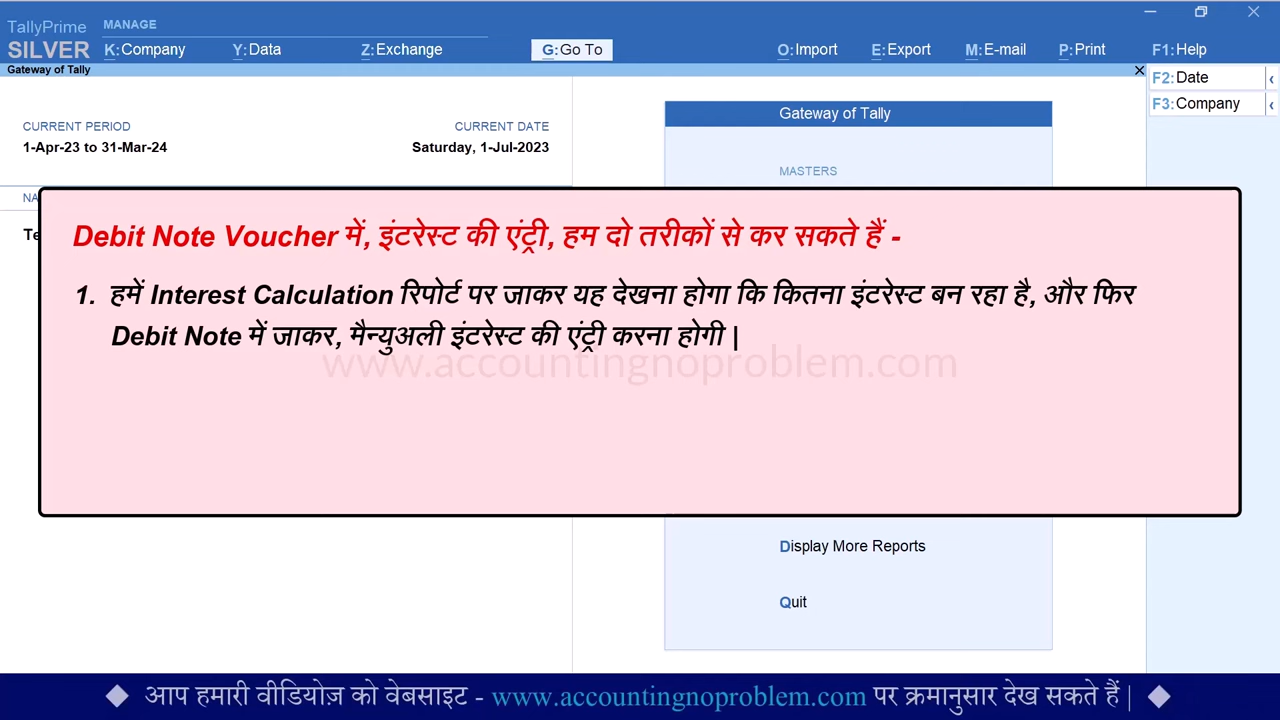 TallyPrime
MANAGE
SILVER
K:Company
Y:Data
Z:Exchange
G:Go To
O:Import
E:Export
M:E-mail
P:Print
F1:Help
Gateway of Tally
F2:Date
F3:Company
CURRENT PERIOD
CURRENT DATE
1-Apr-23 to 31-Mar-24
Saturday, 1-Jul-2023
Gateway of Tally
MASTERS
Debit Note Voucher में, इंटरेस्ट की एंट्री, हम दो तरीकों से कर सकते हैं -
1. हमें Interest Calculation रिपोर्ट पर जाकर यह देखना होगा कि कितना इंटरेस्ट बन रहा है, और फिर
Debit Note में जाकर, मैन्युअली इंटरेस्ट की एंट्री करना होगी |
www.accountingnoproblem.com
Display More Reports
Quit
आप हमारी वीडियोज़ को वेबसाइट - www.accountingnoproblem.com पर क्रमानुसार देख सकते हैं |